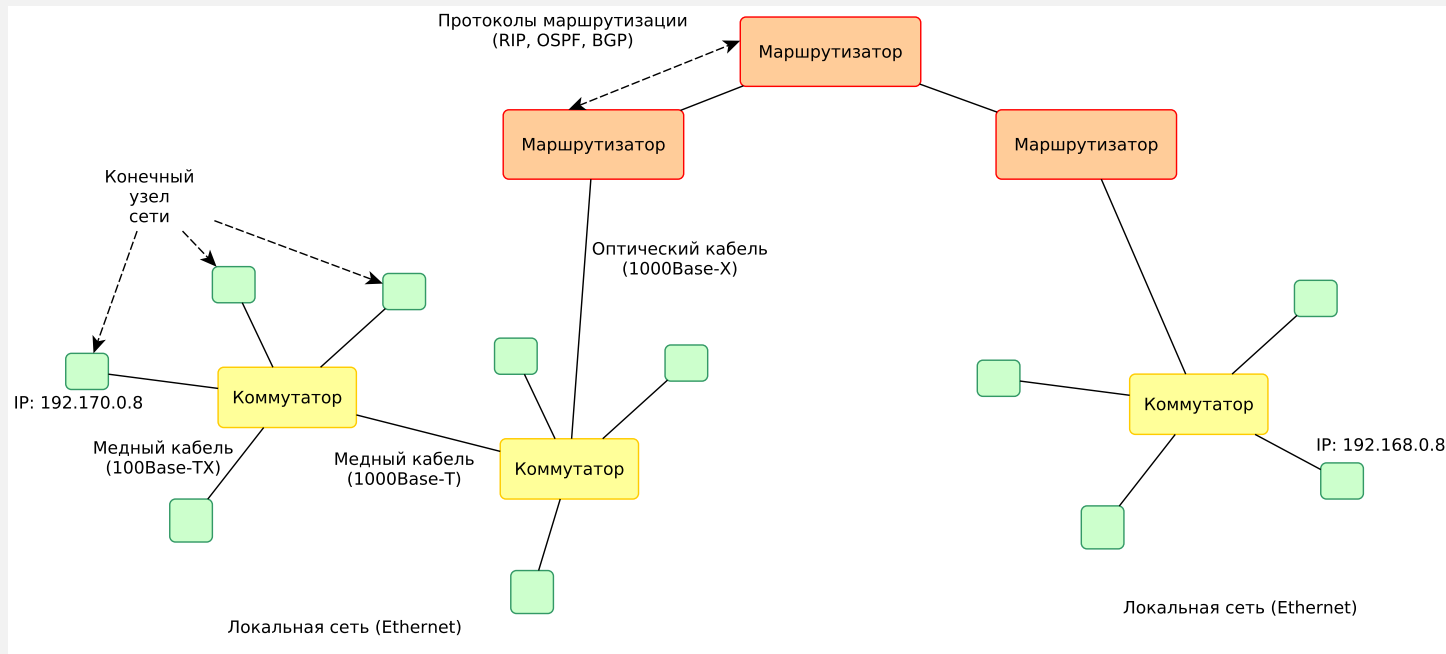 Протоколы маршрутизации
(RIP, OSPF, BGP)
Маршрутизатор
Маршрутизатор
Маршрутизатор
Конечный
узел
сети
Оптический кабель
(1000Base-X)
IP: 192.170.0.8
Коммутатор
Коммутатор
Медный кабель
(100Base-TX)
Медный кабель
(1000Base-T)
Коммутатор
IP: 192.168.0.8
Локальная сеть (Ethernet)
Локальная сеть (Ethernet)